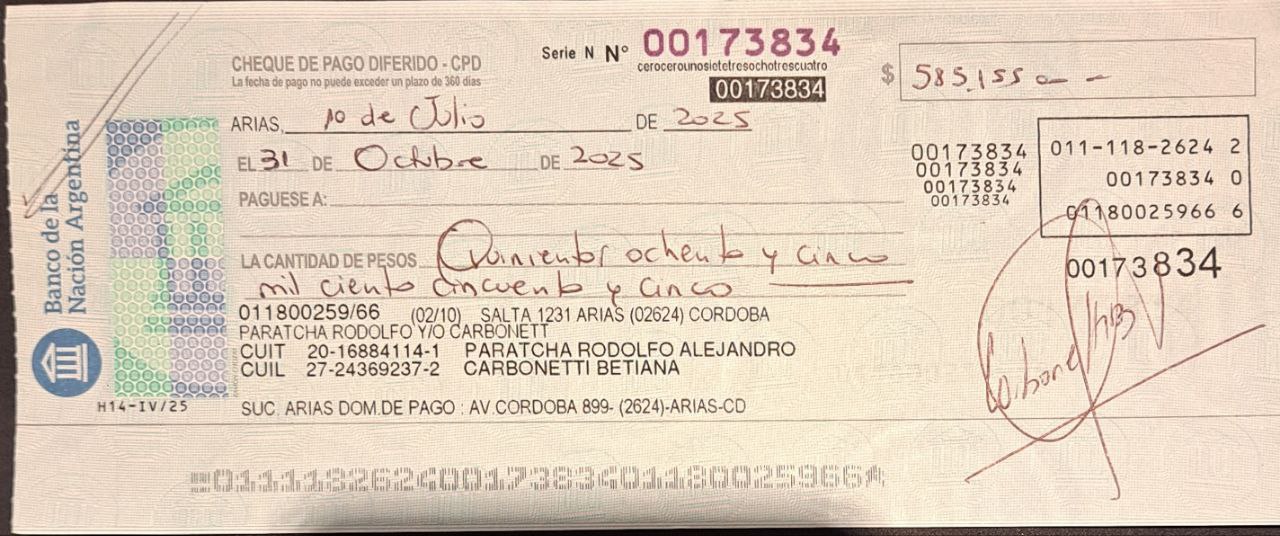 Banco de la
Nación Argentina
H14-IV/25
CHEQUE DE PAGO DIFERIDO - CPD
La fecha de pago no puede exceder un plazo de 360 días
Serie N Nº 00173834
cerocerounosietetresochotrescuatro
00173834
$ 585.155
ARIAS, 10 de Julio DE 2025
EL 31 DE Octubre DE 2025
PAGUESE A:
00173834
00173834
00173834
00173834
011-118-2624 2
00173834 0
01180025966 6
00173834
LA CANTIDAD DE PESOS Quinientos ochenta y cinco
mil ciento cincuenta y cinco
011800259/66 (02/10) SALTA 1231 ARIAS (02624) CORDOBA
PARATCHA RODOLFO Y/O CARBONETT
CUIT 20-16884114-1 PARATCHA RODOLFO ALEJANDRO
CUIL 27-24369237-2 CARBONETTI BETIANA
SUC. ARIAS DOM.DE PAGO : AV.CORDOBA 899- (2624)-ARIAS-CD